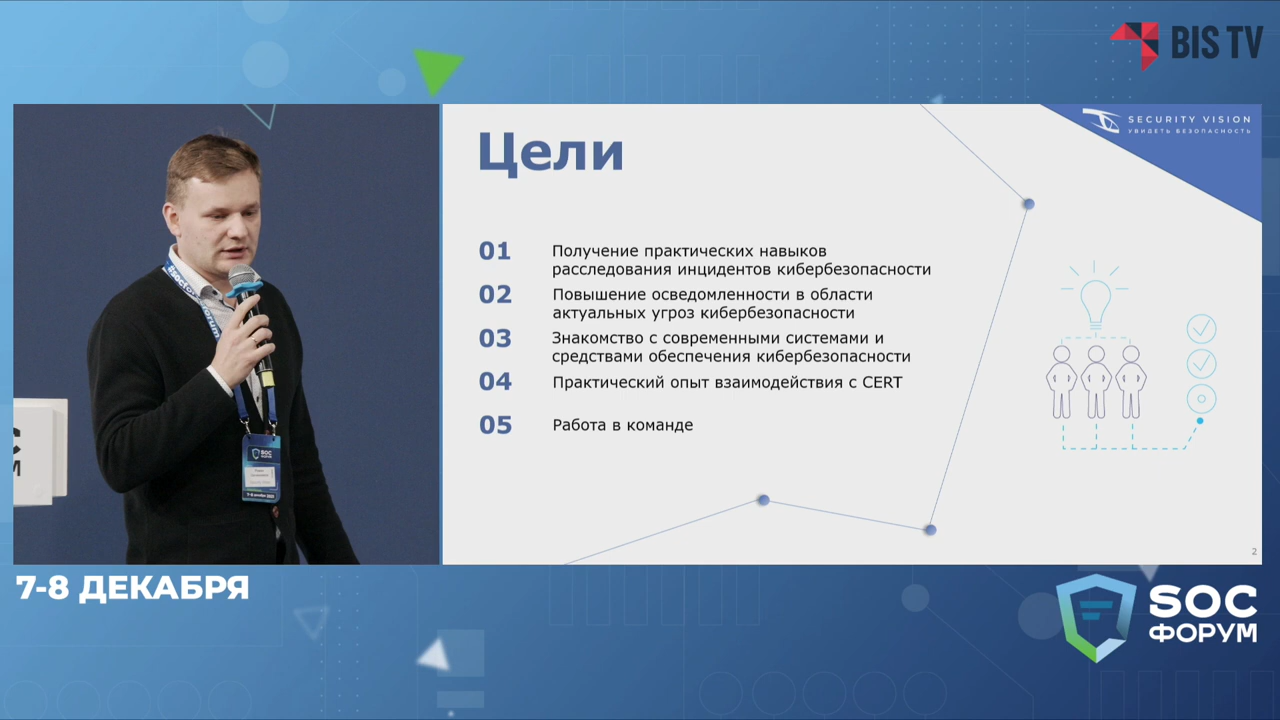 BIS TV
SECURITY VISION
УВИДЕТЬ БЕЗОПАСНОСТЬ
Цели
01 Получение практических навыков
расследования инцидентов кибербезопасности
02 Повышение осведомленности в области
актуальных угроз кибербезопасности
03 Знакомство с современными системами и
средствами обеспечения кибербезопасности
04 Практический опыт взаимодействия с CERT
05 Работа в команде
2
SOC
ФОРУМ
7-8 ДЕКАБРЯ
SOC
ФОРУМ